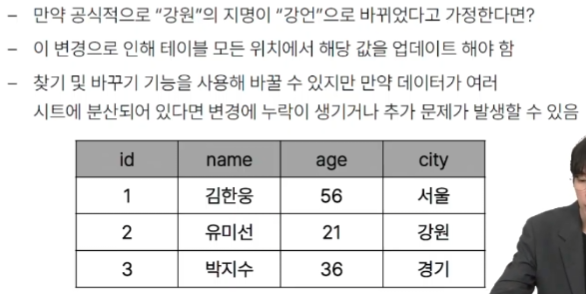 – 만약 공식적으로 "강원"의 지명이 "강언"으로 바뀌었다고 가정한다면?
– 이 변경으로 인해 테이블 모든 위치에서 해당 값을 업데이트 해야 함
– 찾기 및 바꾸기 기능을 사용해 바꿀 수 있지만 만약 데이터가 여러
시트에 분산되어 있다면 변경에 누락이 생기거나 추가 문제가 발생할 수 있음
id name age city
1 김한웅 56 서울
2 유미선 21 강원
3 박지수 36 경기